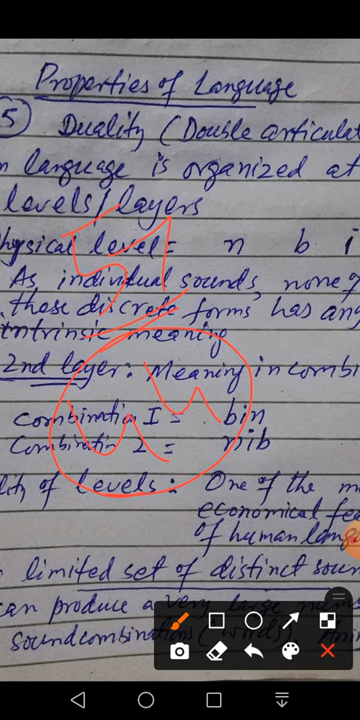 Properties of Language
5 Duality (Double articulat
n language is organized at
levels/layers
Physical level = n b i
As individual sounds, none of
these discrete forms has any
intrinsic meaning
2nd layer: Meaning in combi
Combination I = bin
Combination 2 = nib
lity of levels: One of the m
economical fea
of human lang
limited set of distinct soun
can produce a very large
sound combinations (words)